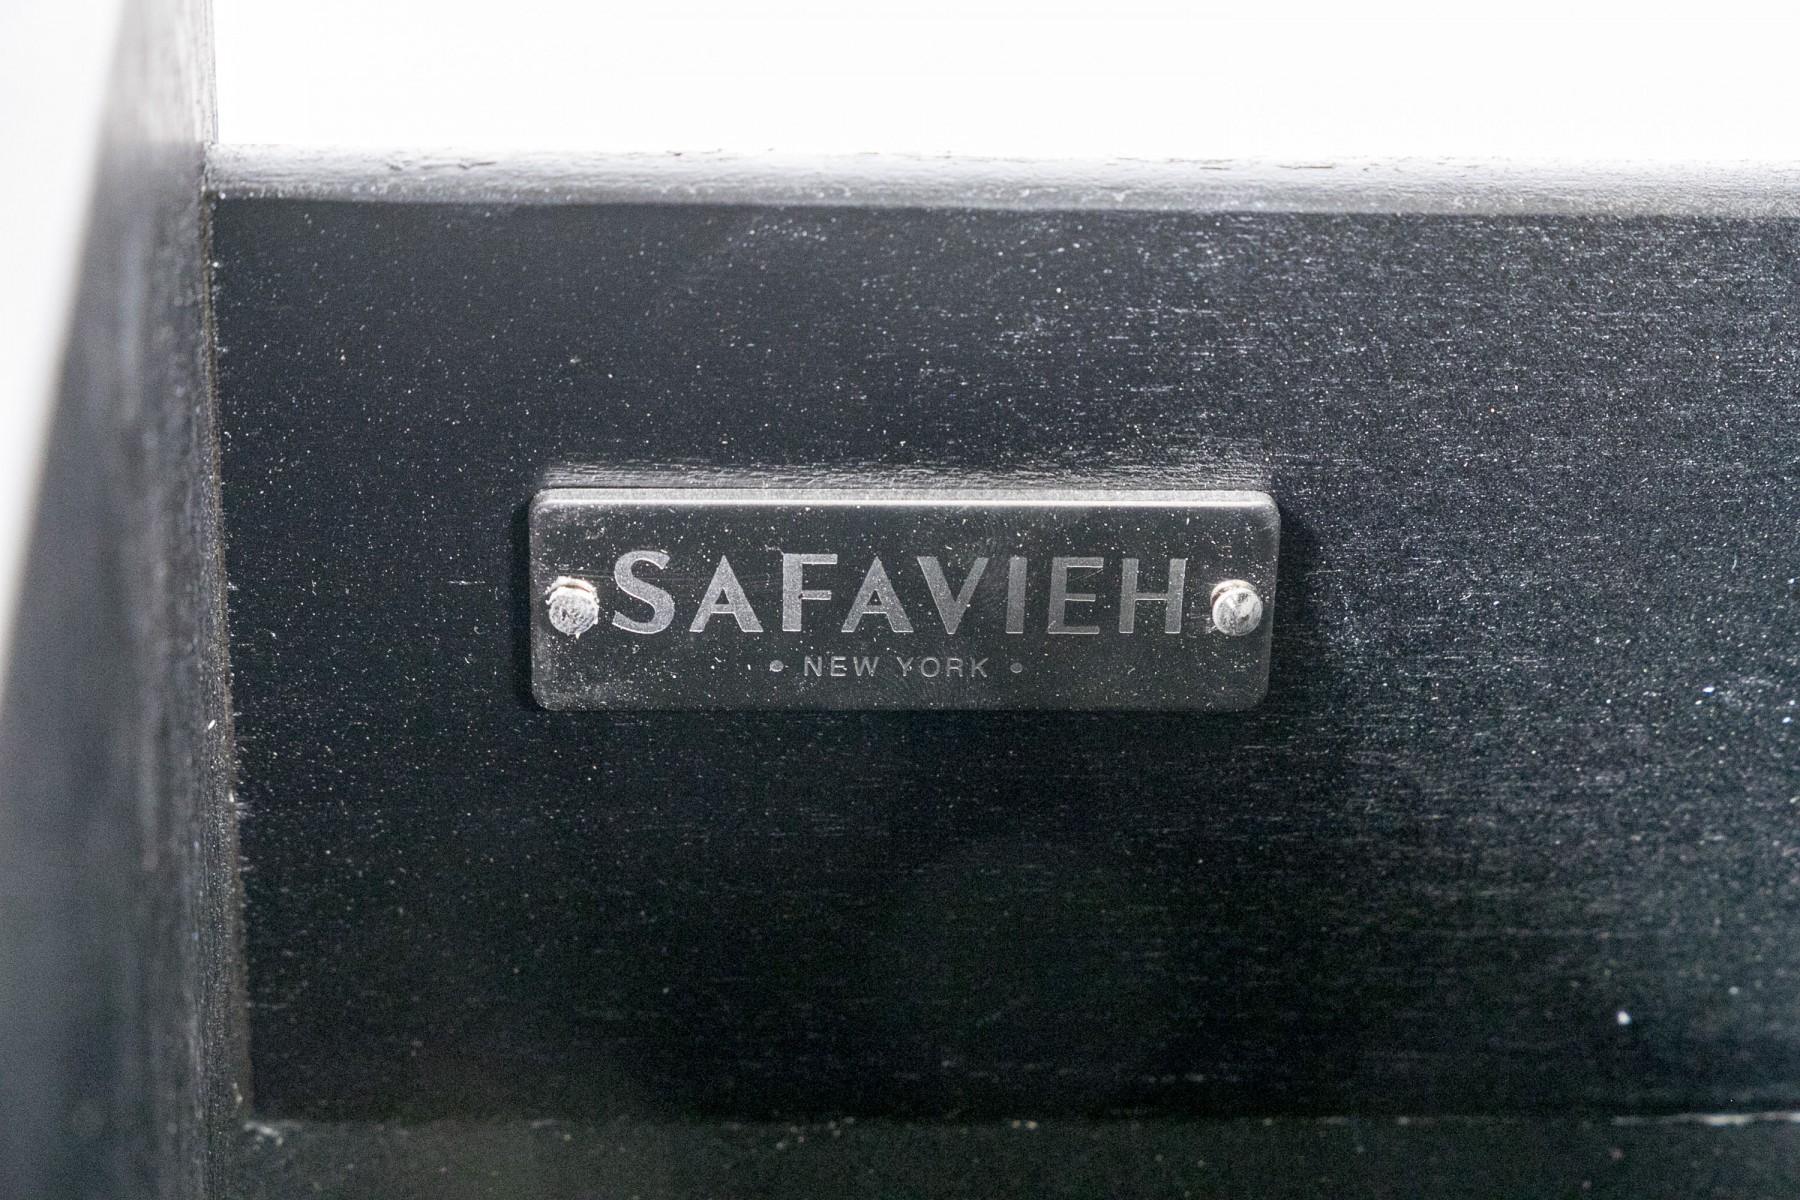 SAFAVIEH
• NEW YORK •